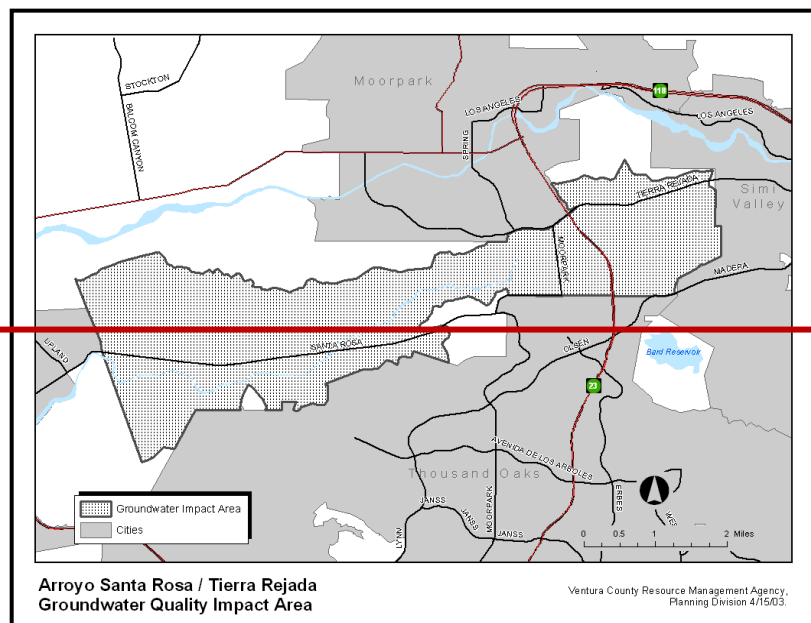 Moorpark
STOCKTON
BALCOM CANYON
118
LOS ANGELES
LOS ANGELES
SPRING
TIERRA REJADA
Simi
Valley
MOORPARK
MADERA
SANTA ROSA
UPLAND
OLSEN
Bard Reservoir
23
AVENIDA DE LOS ARBOLES
Thousand Oaks
ERBES
JANSS
JANSS
JANSS
MOORPARK
LYNN
Groundwater Impact Area
Cities
0 0.5 1 2 Miles
Arroyo Santa Rosa / Tierra Rejada
Groundwater Quality Impact Area
Ventura County Resource Management Agency,
Planning Division 4/15/03.